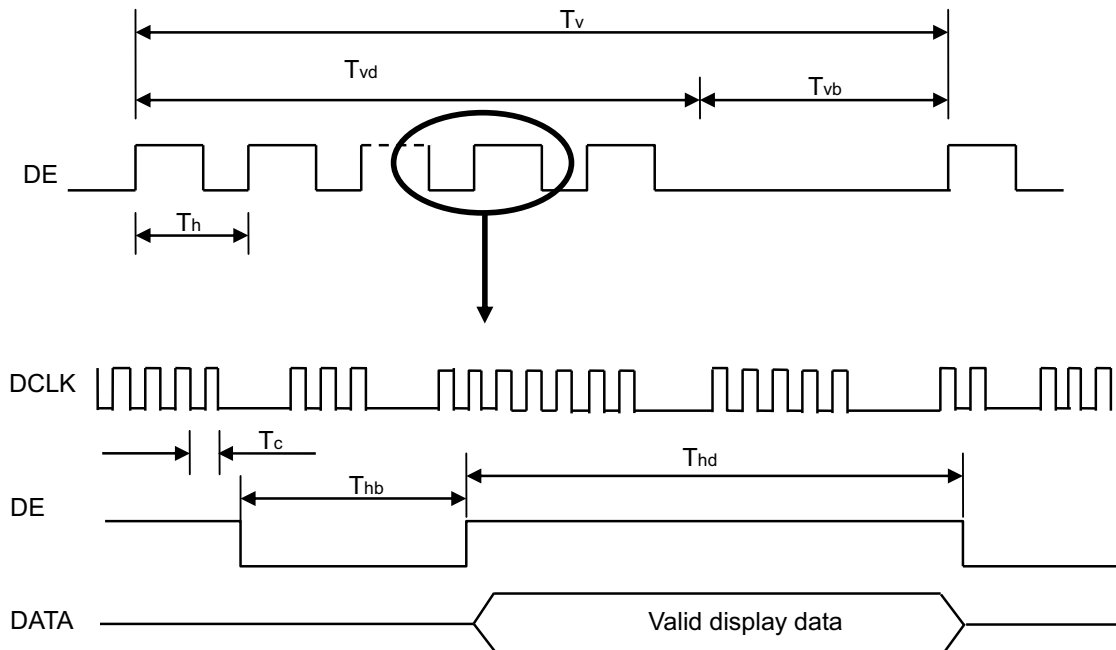 Tv
Tvd
Tvb
DE
Th
DCLK
Tc
Thd
Thb
DE
DATA
Valid display data